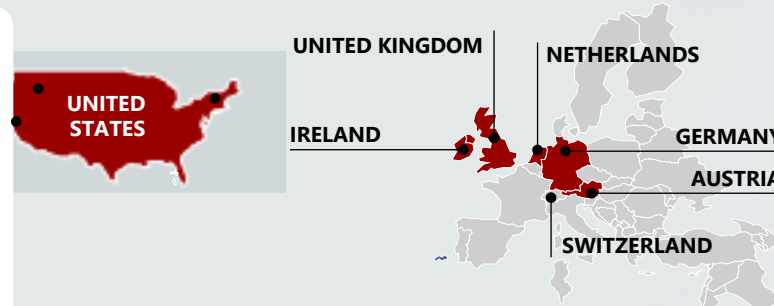 UNITED KINGDOM
NETHERLANDS
UNITED
STATES
IRELAND
GERMANY
AUSTRIA
SWITZERLAND